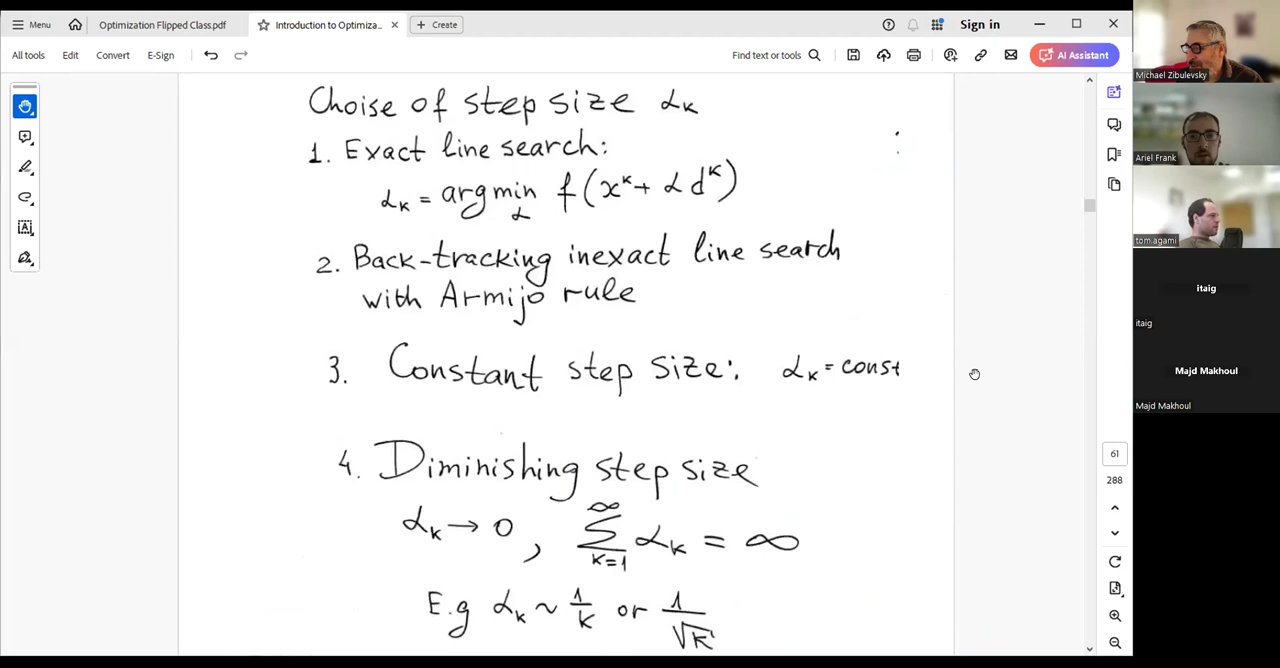 Menu
Optimization Flipped Class.pdf
Introduction to Optimiza...
Create
Sign in
All tools
Edit
Convert
E-Sign
Find text or tools
AI Assistant
Choise of step size αₖ
1. Exact line search:
αₖ = arg min_α f(xᵏ + α dᵏ)
2. Back-tracking inexact line search
with Armijo rule
3. Constant step size: αₖ = const
4. Diminishing step size
αₖ → 0, ∑_{k=1}^∞ αₖ = ∞
E.g αₖ ~ 1/k or 1/√k
61
288
Michael Zibulevsky
Ariel Frank
tom agami
itaig
itaig
Majd Makhoul
Majd Makhoul